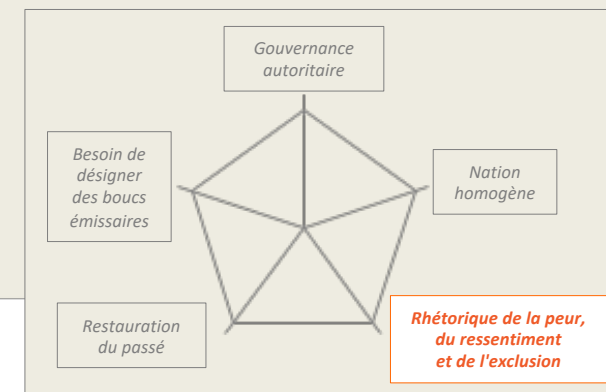 Gouvernance
autoritaire
Besoin de
désigner
des boucs
émissaires
Nation
homogène
Restauration
du passé
Rhétorique de la peur,
du ressentiment
et de l'exclusion